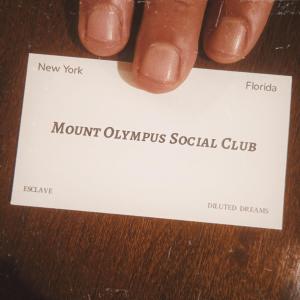 New York
Florida
MOUNT OLYMPUS SOCIAL CLUB
ESCLAVE
DILUTED DREAMS